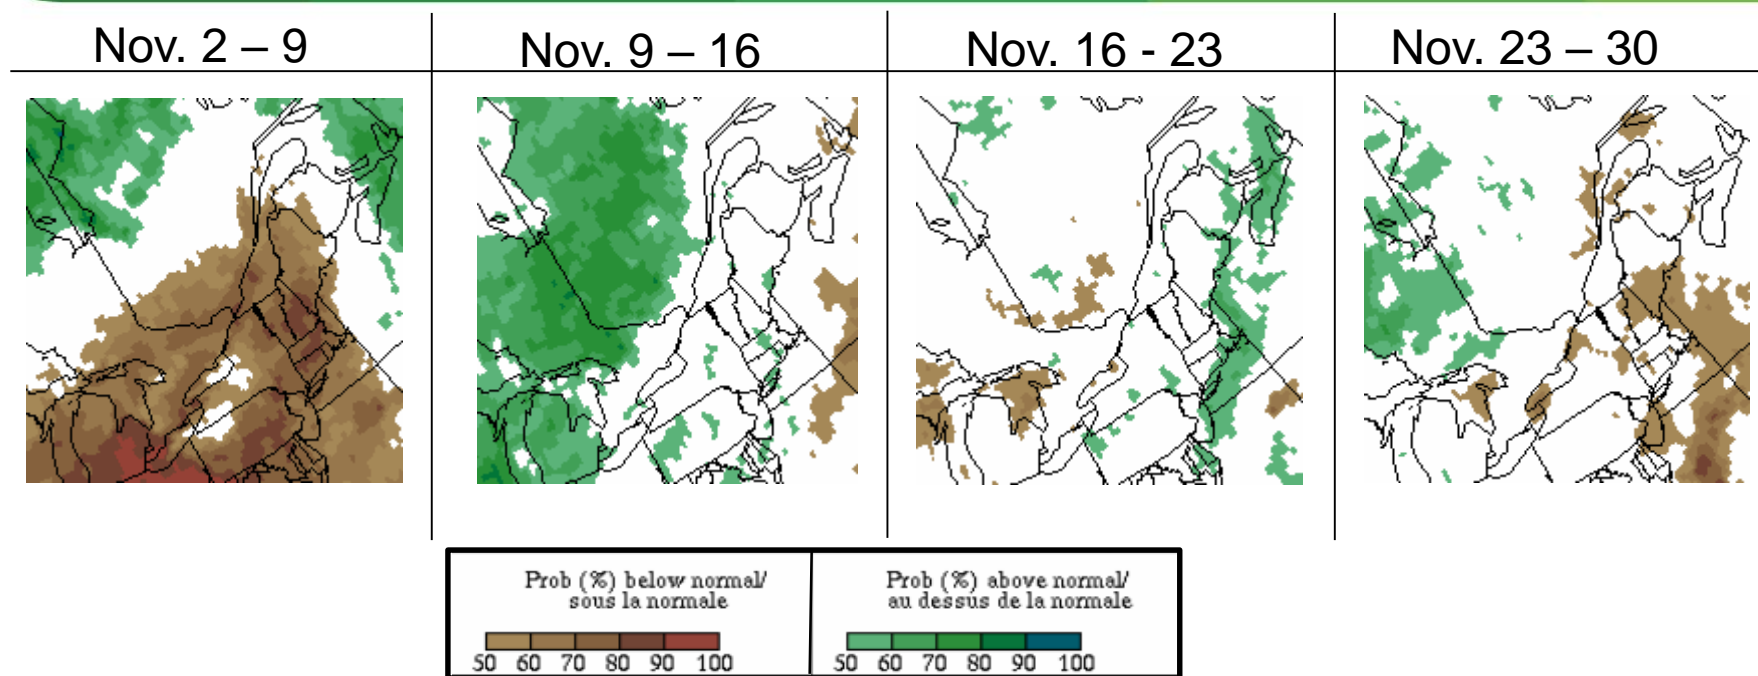 Nov. 2 – 9
Nov. 9 – 16
Nov. 16 - 23
Nov. 23 – 30
Prob (%) below normal/
sous la normale
50 60 70 80 90 100
Prob (%) above normal/
au dessus de la normale
50 60 70 80 90 100